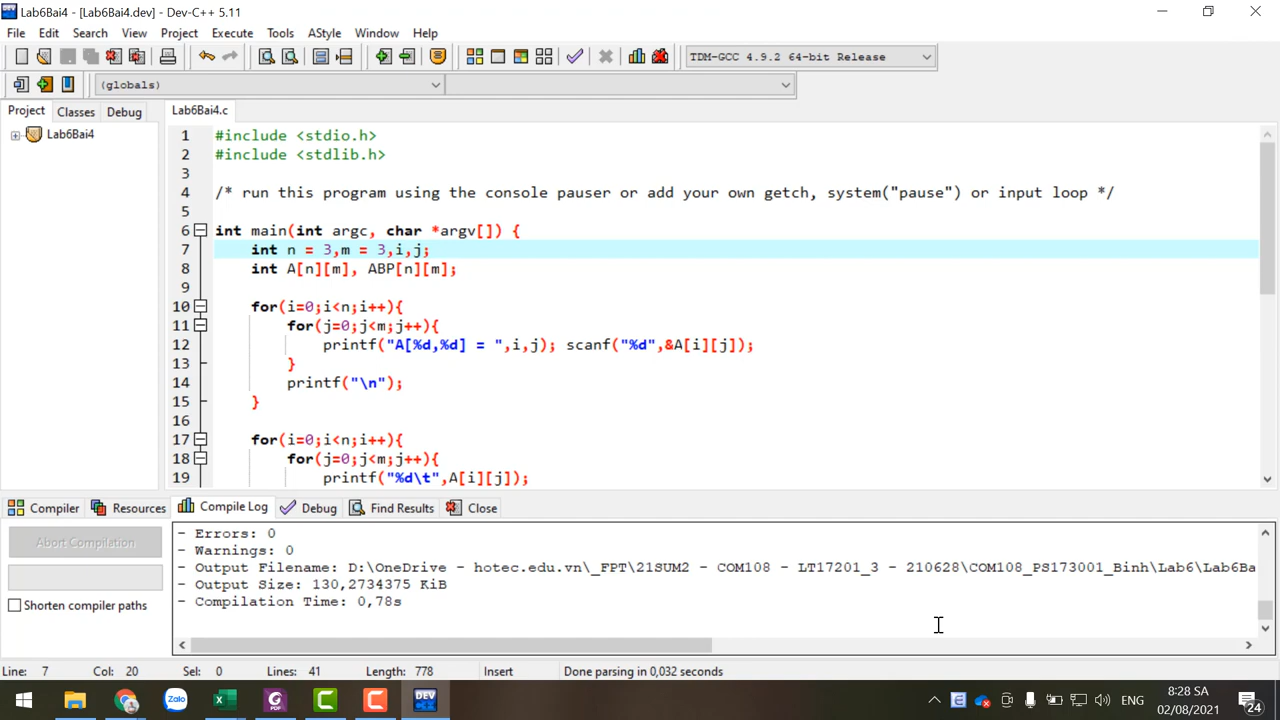 Lab6Bai4 - [Lab6Bai4.dev] - Dev-C++ 5.11
File Edit Search View Project Execute Tools AStyle Window Help
TDM-GCC 4.9.2 64-bit Release
(globals)
Project Classes Debug Lab6Bai4.c
Lab6Bai4
1 #include <stdio.h>
2 #include <stdlib.h>
3
4 /* run this program using the console pauser or add your own getch, system("pause") or input loop */
5
6 int main(int argc, char *argv[]) {
7 int n = 3,m = 3,i,j;
8 int A[n][m], ABP[n][m];
9
10 for(i=0;i<n;i++){
11 for(j=0;j<m;j++){
12 printf("A[%d,%d] = ",i,j); scanf("%d",&A[i][j]);
13 }
14 printf("\n");
15 }
16
17 for(i=0;i<n;i++){
18 for(j=0;j<m;j++){
19 printf("%d\t",A[i][j]);
Compiler Resources Compile Log Debug Find Results Close
Abort Compilation
Shorten compiler paths
- Errors: 0
- Warnings: 0
- Output Filename: D:\OneDrive - hotec.edu.vn\_FPT\21SUM2 - COM108 - LT17201_3 - 210628\COM108_PS173001_Binh\Lab6\Lab6Ba
- Output Size: 130,2734375 KiB
- Compilation Time: 0,78s
Line: 7 Col: 20 Sel: 0 Lines: 41 Length: 778 Insert Done parsing in 0,032 seconds
Zalo
PDF
DEV
ENG
8:28 SA
02/08/2021
24